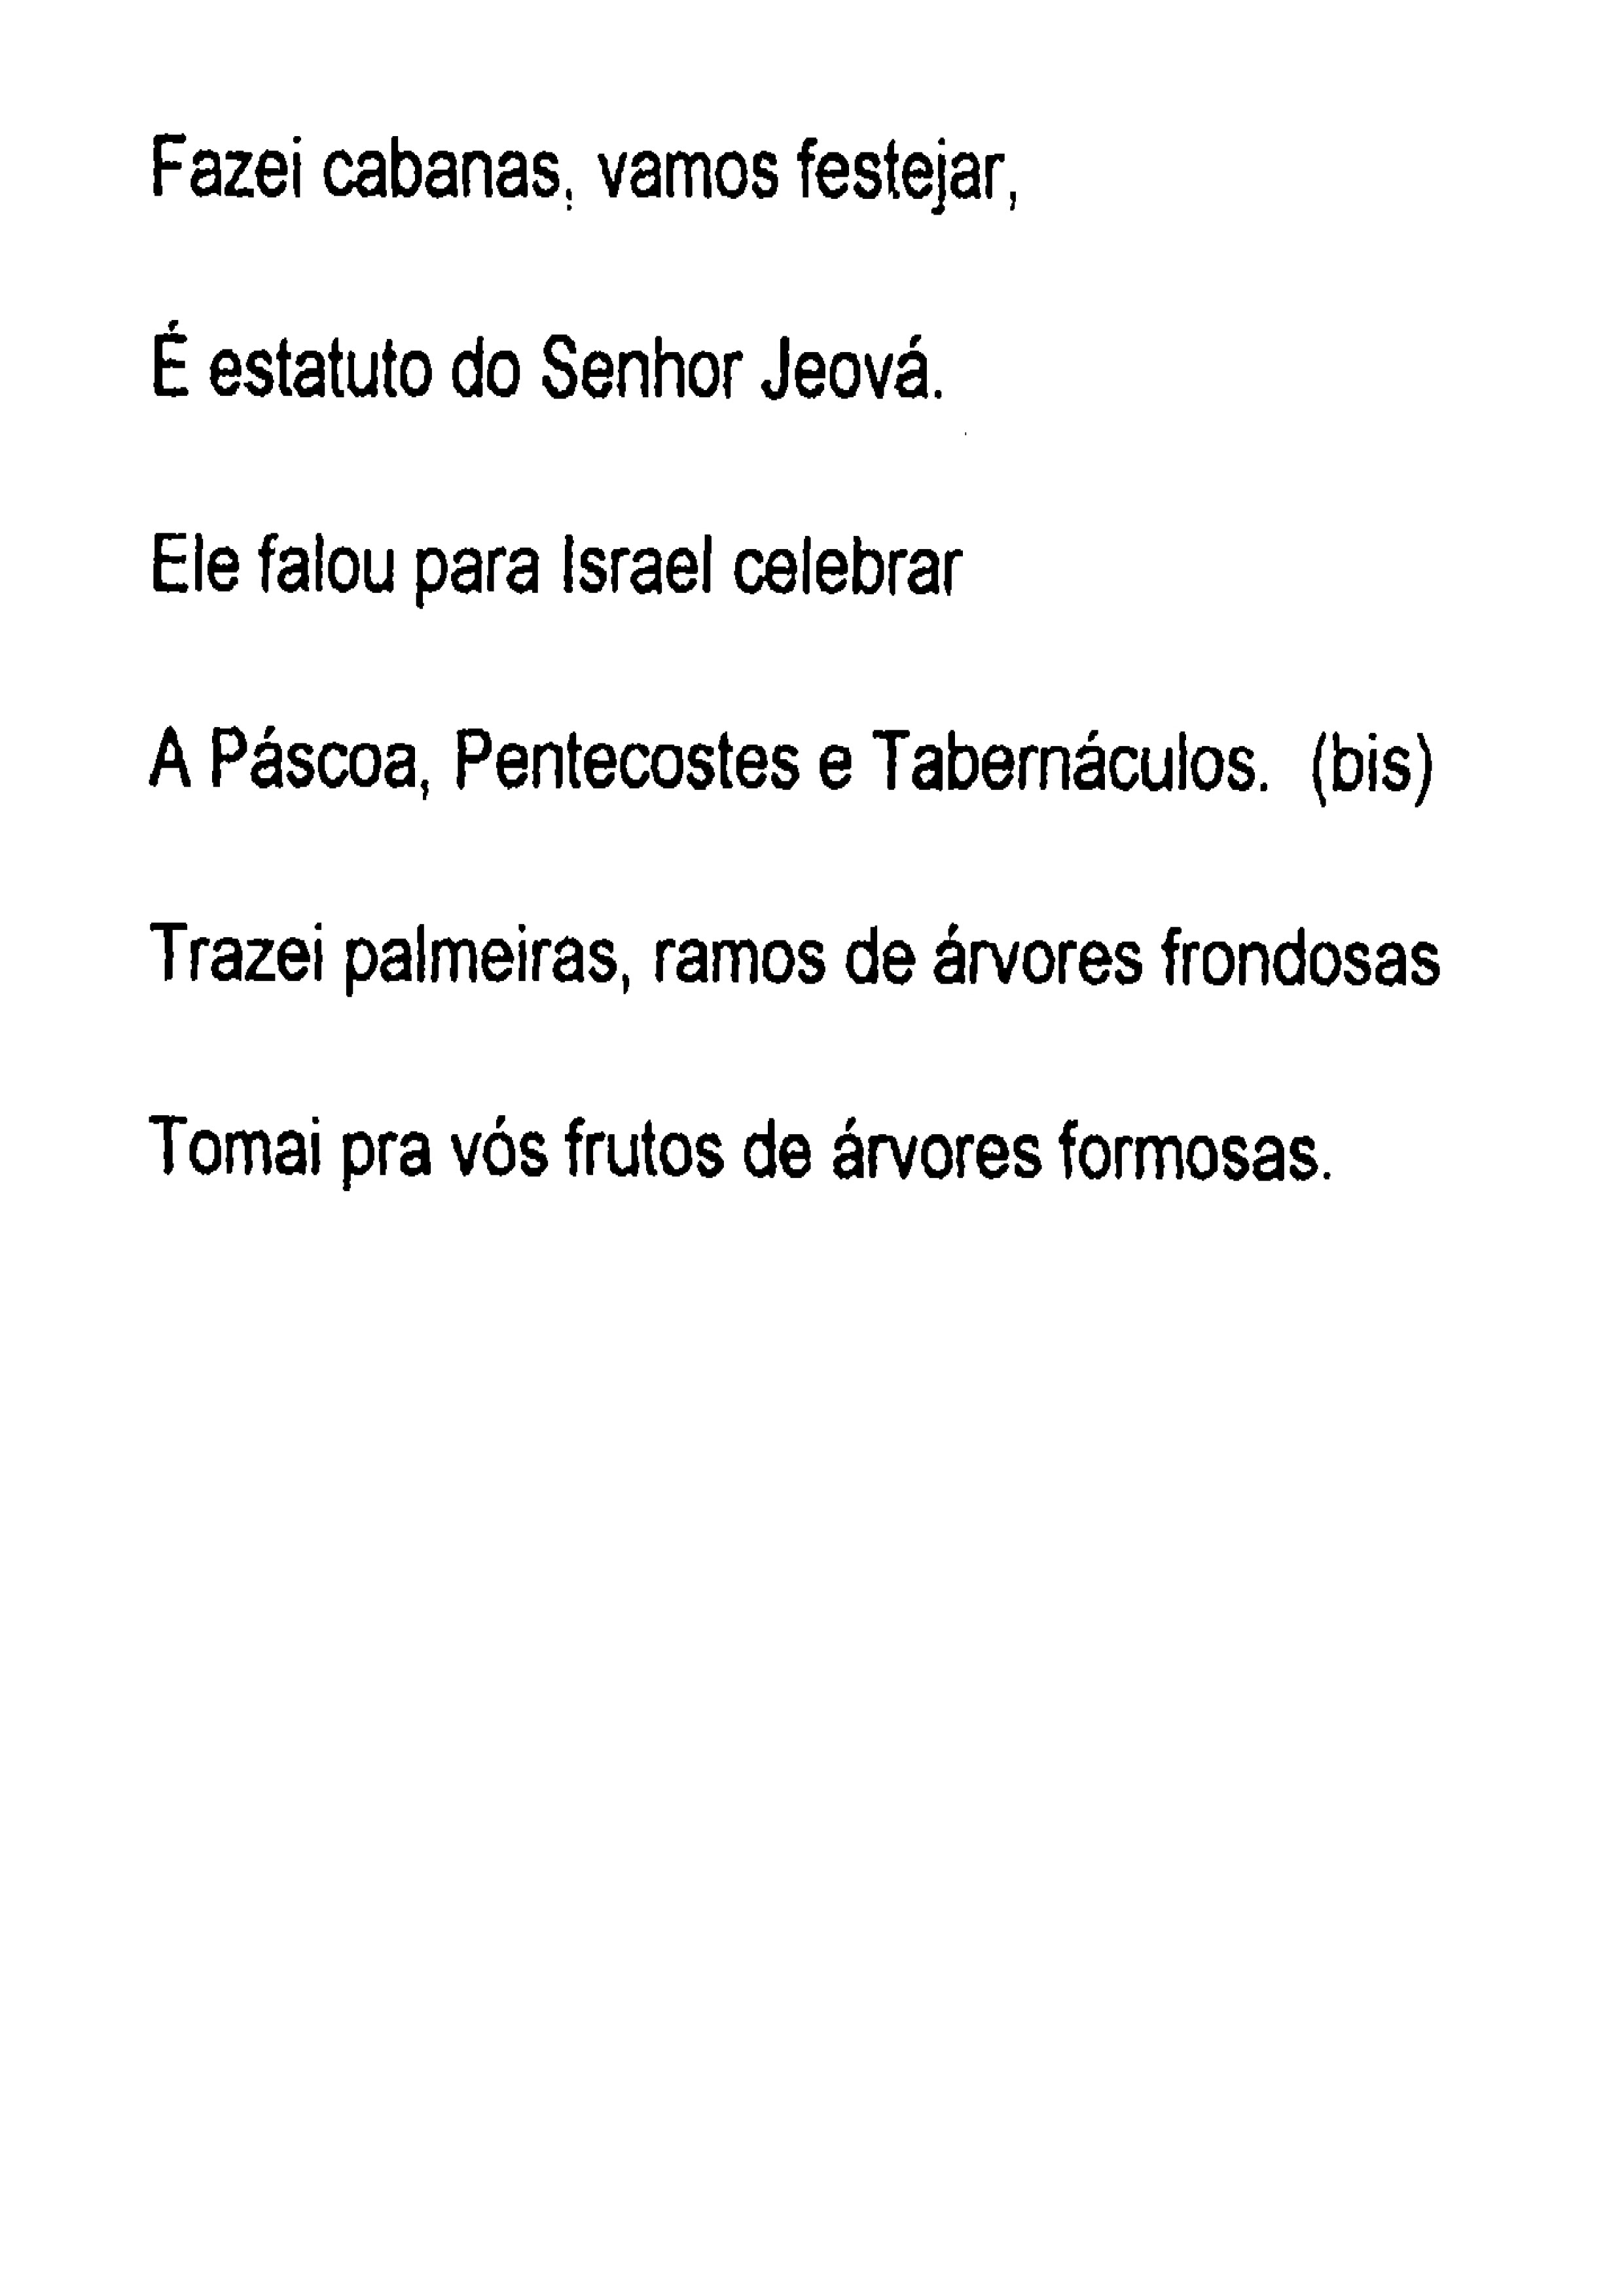 Fazei cabanas, vamos festejar,
É estatuto do Senhor Jeová.
Ele falou para Israel celebrar
A Páscoa, Pentecostes e Tabernáculos. (bis)
Trazei palmeiras, ramos de árvores frondosas
Tomai pra vós frutos de árvores formosas.